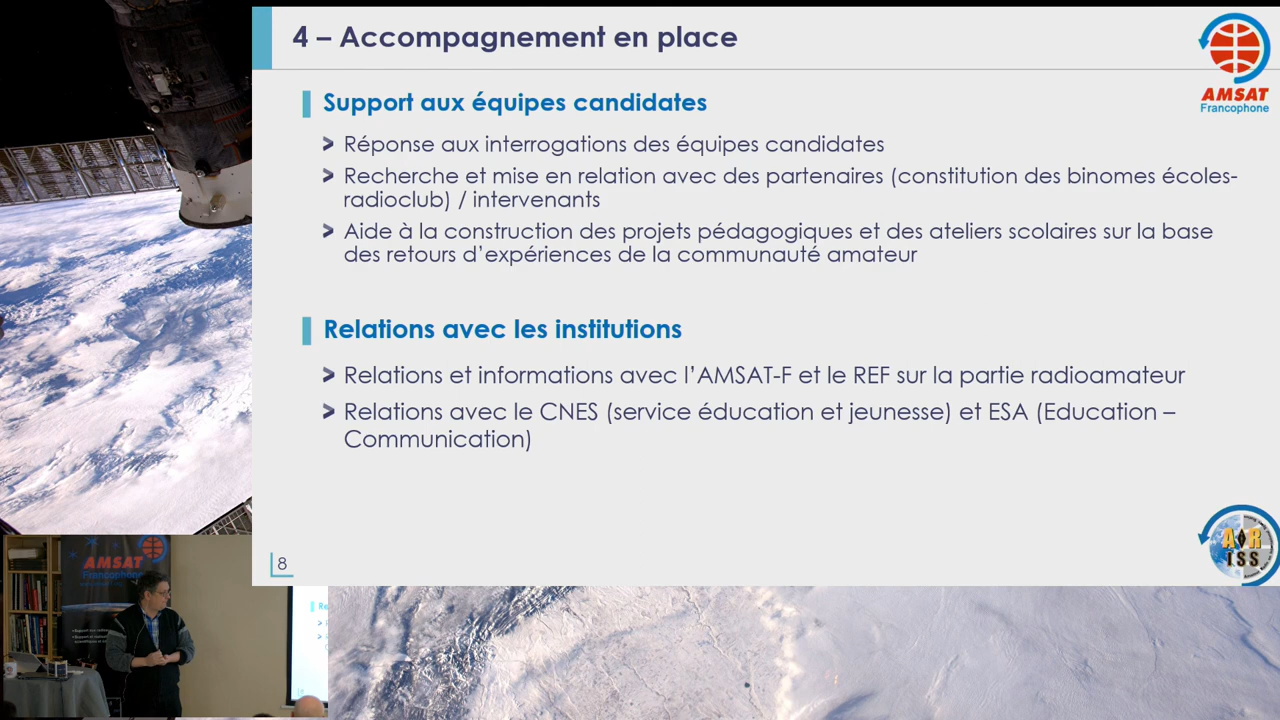 4 – Accompagnement en place
AMSAT
Francophone
Support aux équipes candidates
> Réponse aux interrogations des équipes candidates
> Recherche et mise en relation avec des partenaires (constitution des binomes écoles-
radioclub) / intervenants
> Aide à la construction des projets pédagogiques et des ateliers scolaires sur la base
des retours d’expériences de la communauté amateur
Relations avec les institutions
> Relations et informations avec l’AMSAT-F et le REF sur la partie radioamateur
> Relations avec le CNES (service éducation et jeunesse) et ESA (Education –
Communication)
8
ARISS
AMSAT
Francophone
Re